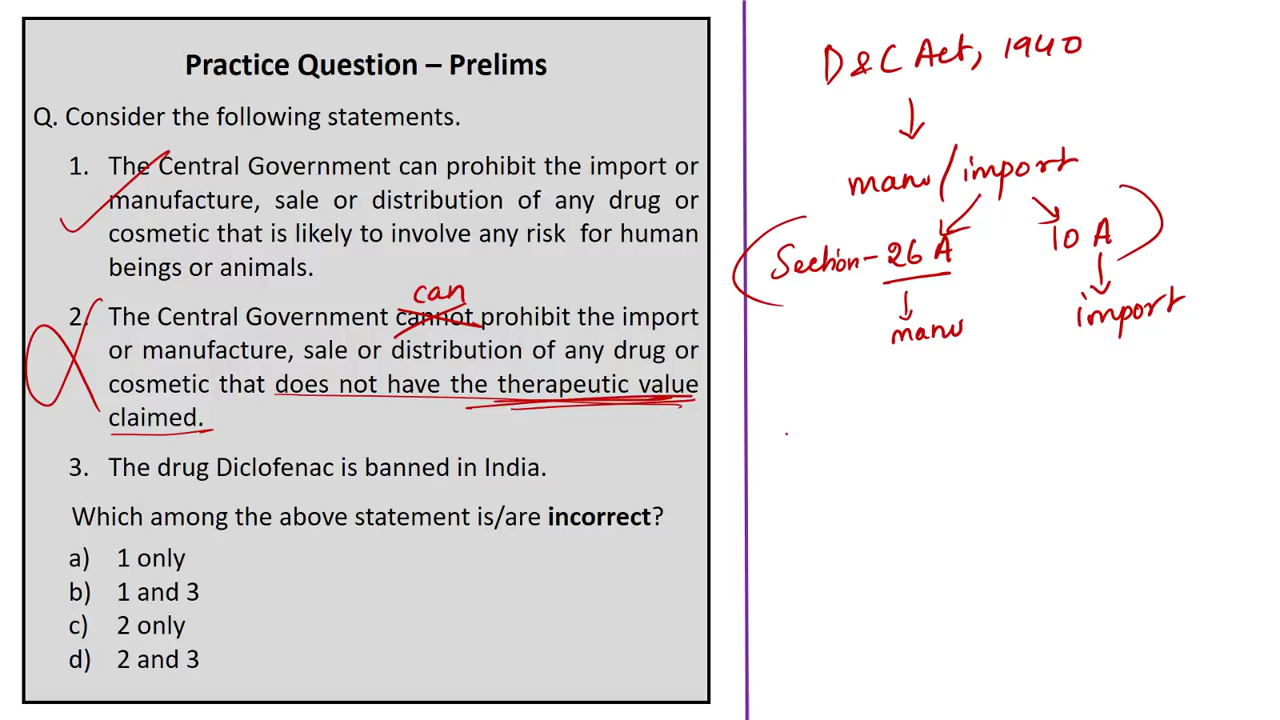 Practice Question – Prelims
Q. Consider the following statements.
1. The Central Government can prohibit the import or
manufacture, sale or distribution of any drug or
cosmetic that is likely to involve any risk for human
beings or animals.
can
2. The Central Government cannot prohibit the import
or manufacture, sale or distribution of any drug or
cosmetic that does not have the therapeutic value
claimed.
3. The drug Diclofenac is banned in India.
Which among the above statement is/are incorrect?
a) 1 only
b) 1 and 3
c) 2 only
d) 2 and 3
D & C Act, 1940
manu/import
Section - 26 A
10 A
manu
import